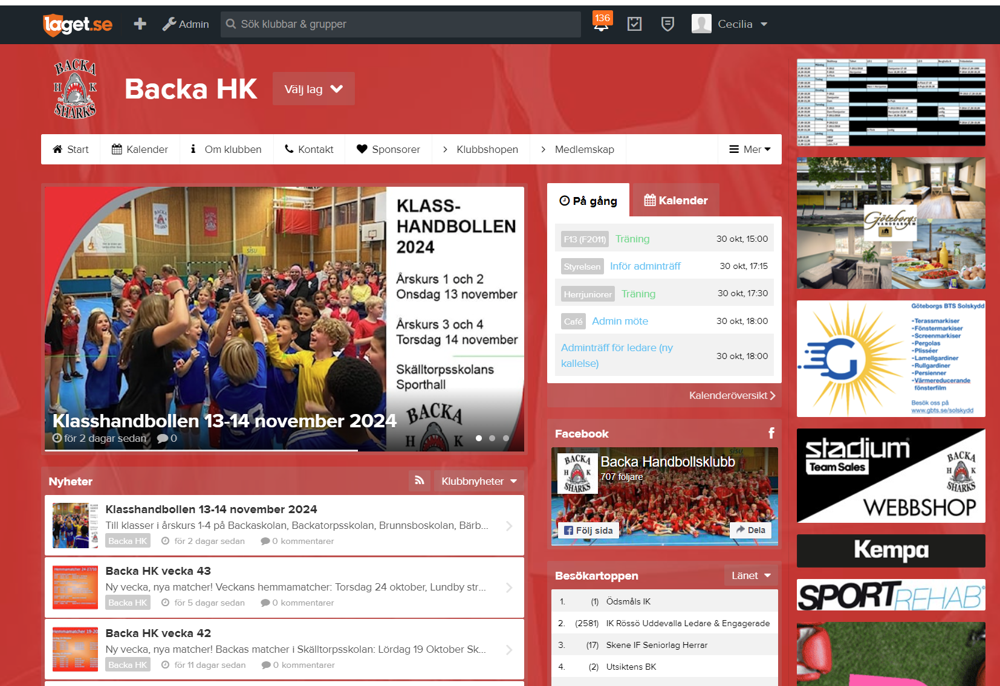 laget.se
Admin
Sök klubbar & grupper
136
Cecilia
BACKA
H K
SHARKS
Backa HK
Välj lag
Start
Kalender
Om klubben
Kontakt
Sponsorer
Klubbshopen
Medlemskap
Mer
KLASS-
HANDBOLLEN
2024
Årskurs 1 och 2
Onsdag 13 november
Årskurs 3 och 4
Torsdag 14 november
Skälltorpsskolans
Sporthall
BACKA
H K
SISU
Klasshandbollen 13-14 november 2024
för 2 dagar sedan
0
Nyheter
Klubbnyheter
Klasshandbollen 13-14 november 2024
Till klasser i årskurs 1-4 på Backaskolan, Backatorpsskolan, Brunnsboskolan, Bärb...
Backa HK för 2 dagar sedan 0 kommentarer
Backa HK vecka 43
Ny vecka, nya matcher! Veckans hemmamatcher: Torsdag 24 oktober, Lundby str...
Backa HK för 5 dagar sedan 0 kommentarer
Backa HK vecka 42
Ny vecka, nya matcher! Backas matcher i Skälltorpsskolan: Lördag 19 Oktober Sk...
Backa HK för 11 dagar sedan 0 kommentarer
På gång
Kalender
F13 (F2011) Träning 30 okt, 15:00
Styrelsen Inför adminträff 30 okt, 17:15
Herrjuniorer Träning 30 okt, 17:30
Café Admin möte 30 okt, 18:00
Adminträff för ledare (ny
kallelse) 30 okt, 18:00
Kalenderöversikt
Facebook
BACKA
H K
SHARKS
Backa Handbollsklubb
707 följare
Följ sida
Dela
Besökartoppen
Länet
1. (1) Ödsmåls IK
2. (2581) IK Rössö Uddevalla Ledare & Engagerade
3. (17) Skene IF Seniorlag Herrar
4. (2) Utsiktens BK
Göteborgs
VANDRARHEM
Göteborgs BTS Solskydd
-Terassmarkiser
-Fönstermarkiser
-Screenmarkiser
-Pergolas
-Plisséer
-Lamellgardiner
-Rullgardiner
-Persienner
-Värmereducerande
fönsterfilm
Besök oss på
www.gbts.se/solskydd
stadium
Team Sales
BACKA
H K
SHARKS
WEBBSHOP
Kempa
SPORTREHAB